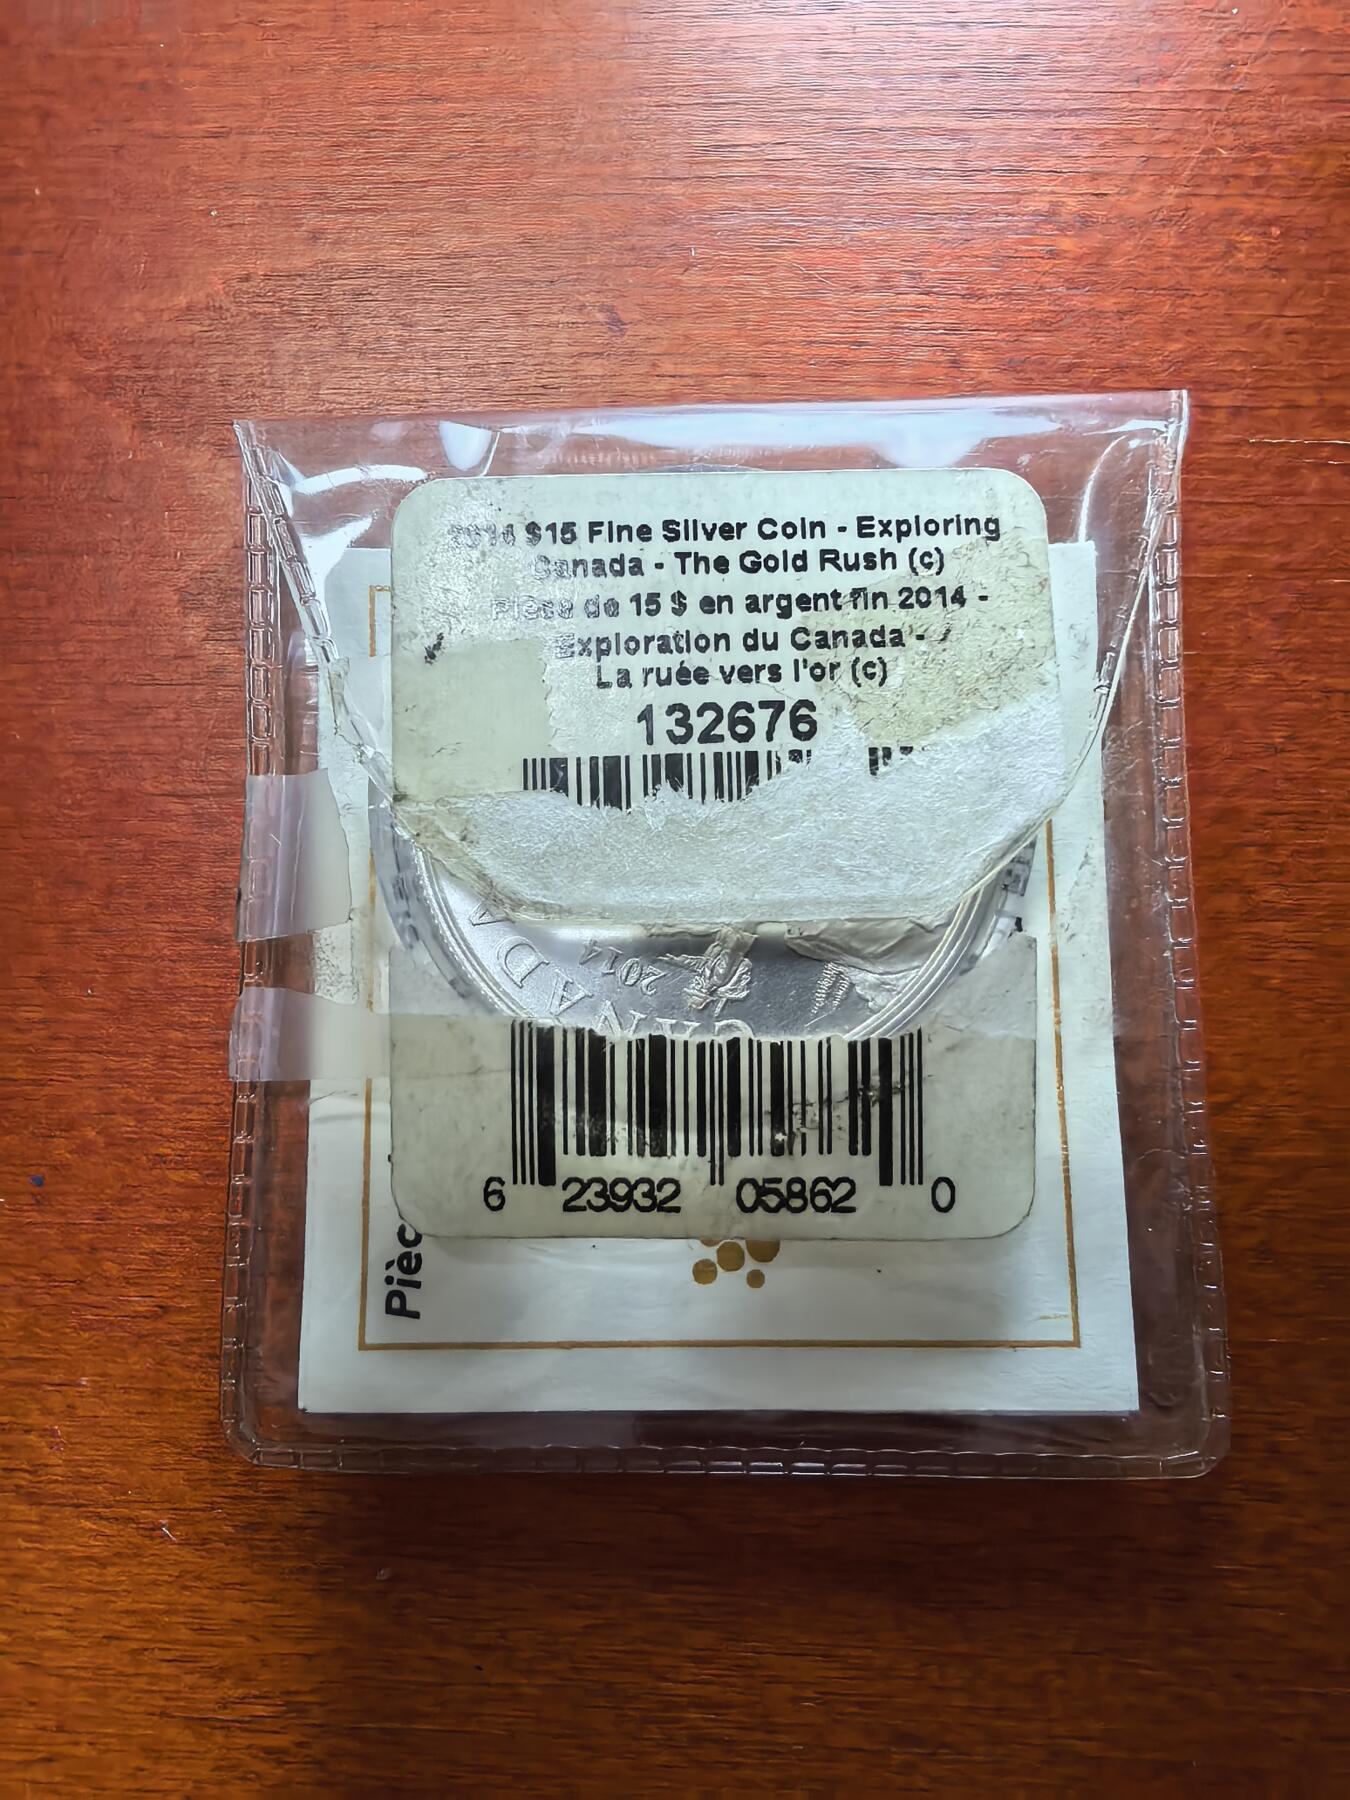 2014 $15 Fine Silver Coin - Exploring
Canada - The Gold Rush (c)
Pièce de 15 $ en argent fin 2014 -
Exploration du Canada -
La ruée vers l'or (c)
132676
CANADA
2014
6 23932 05862 0